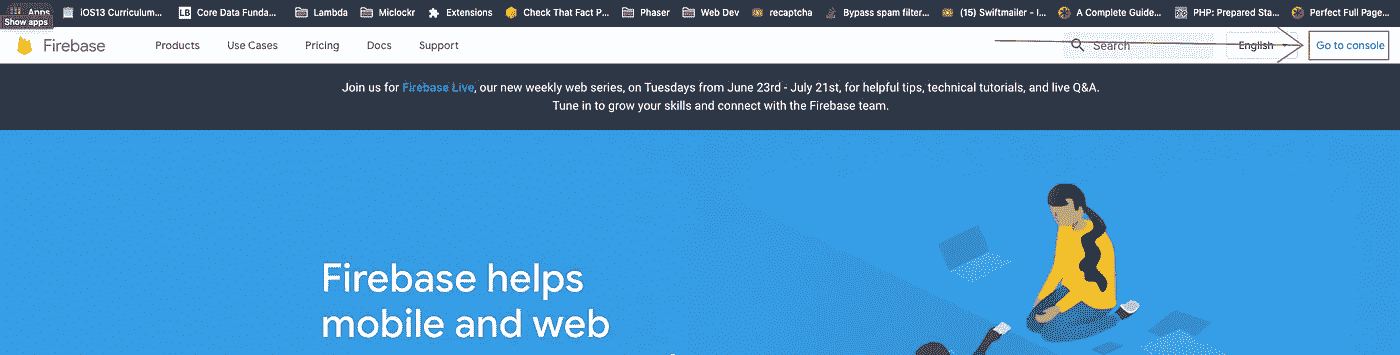 Apps iOS13 Curriculum... LB Core Data Funda... Lambda Miclockr Extensions Check That Fact P... Phaser Web Dev recaptcha Bypass spam filter... (15) Swiftmailer - I... A Complete Guide... PHP: Prepared Sta... Perfect Full Page...
Show apps
Firebase Products Use Cases Pricing Docs Support Search English Go to console
Join us for Firebase Live, our new weekly web series, on Tuesdays from June 23rd - July 21st, for helpful tips, technical tutorials, and live Q&A.
Tune in to grow your skills and connect with the Firebase team.
Firebase helps
mobile and web